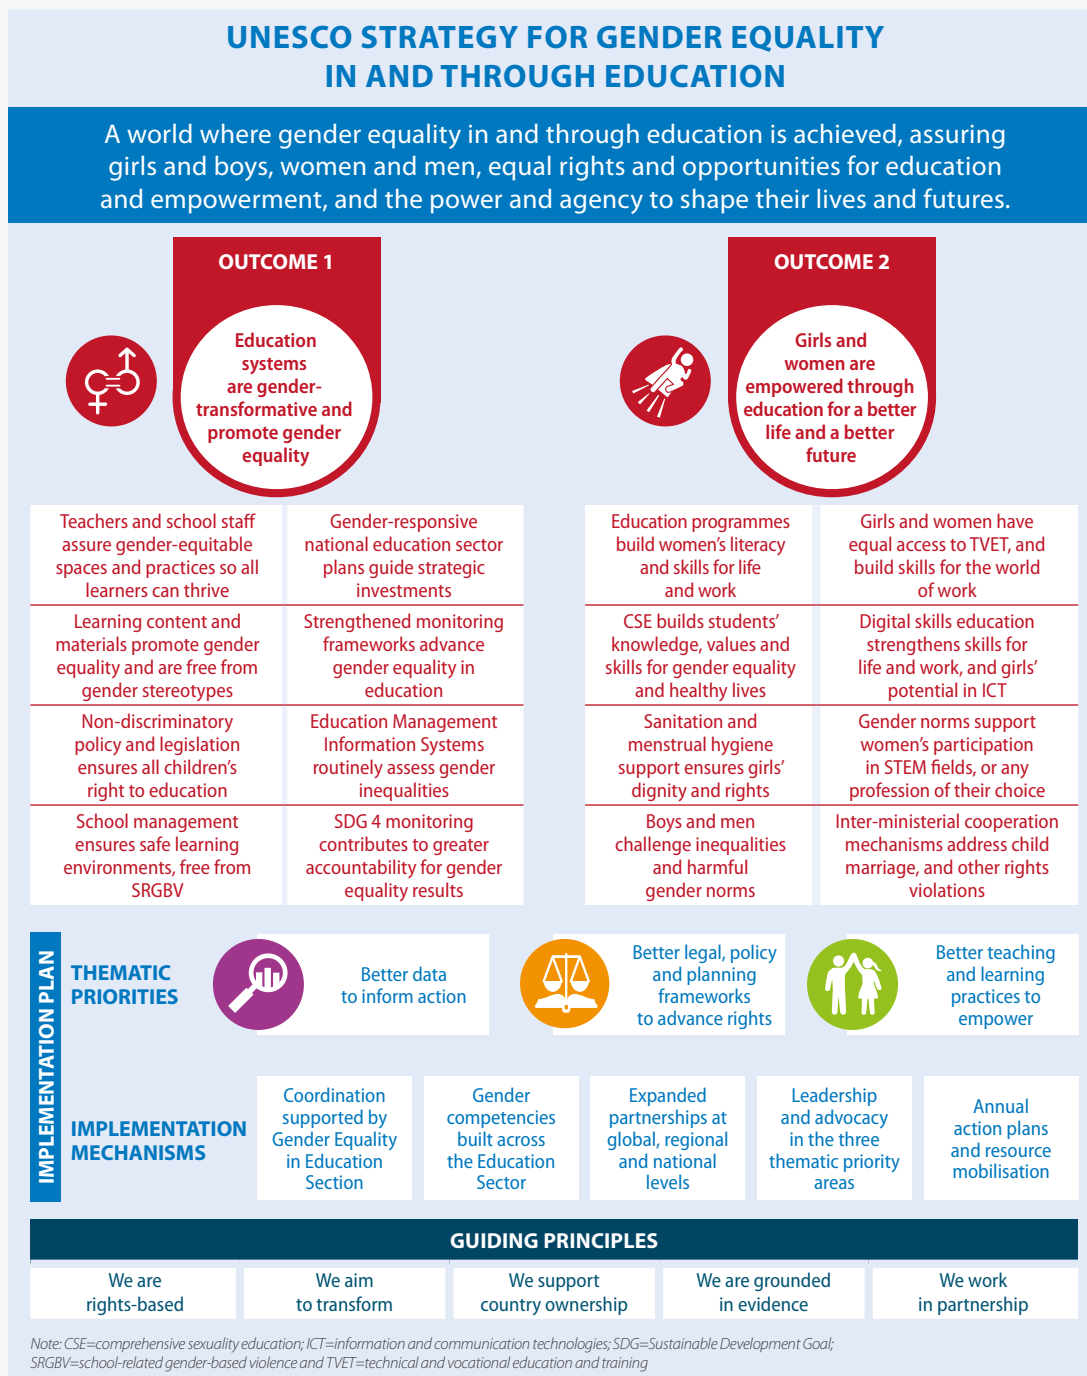 UNESCO STRATEGY FOR GENDER EQUALITY
IN AND THROUGH EDUCATION
A world where gender equality in and through education is achieved, assuring
girls and boys, women and men, equal rights and opportunities for education
and empowerment, and the power and agency to shape their lives and futures.
OUTCOME 1
Education
systems
are gender-
transformative and
promote gender
equality
Teachers and school staff
assure gender-equitable
spaces and practices so all
learners can thrive
Gender-responsive
national education sector
plans guide strategic
investments
Learning content and
materials promote gender
equality and are free from
gender stereotypes
Strengthened monitoring
frameworks advance
gender equality in
education
Non-discriminatory
policy and legislation
ensures all children's
right to education
Education Management
Information Systems
routinely assess gender
inequalities
School management
ensures safe learning
environments, free from
SRGBV
SDG 4 monitoring
contributes to greater
accountability for gender
equality results
OUTCOME 2
Girls and
women are
empowered through
education for a better
life and a better
future
Education programmes
build women's literacy
and skills for life
and work
Girls and women have
equal access to TVET, and
build skills for the world
of work
CSE builds students'
knowledge, values and
skills for gender equality
and healthy lives
Digital skills education
strengthens skills for
life and work, and girls'
potential in ICT
Sanitation and
menstrual hygiene
support ensures girls'
dignity and rights
Gender norms support
women's participation
in STEM fields, or any
profession of their choice
Boys and men
challenge inequalities
and harmful
gender norms
Inter-ministerial cooperation
mechanisms address child
marriage, and other rights
violations
IMPLEMENTATION PLAN
THEMATIC
PRIORITIES
Better data
to inform action
Better legal, policy
and planning
frameworks
to advance rights
Better teaching
and learning
practices to
empower
IMPLEMENTATION
MECHANISMS
Coordination
supported by
Gender Equality
in Education
Section
Gender
competencies
built across
the Education
Sector
Expanded
partnerships at
global, regional
and national
levels
Leadership
and advocacy
in the three
thematic priority
areas
Annual
action plans
and resource
mobilisation
GUIDING PRINCIPLES
We are
rights-based
We aim
to transform
We support
country ownership
We are grounded
in evidence
We work
in partnership
Note: CSE=comprehensive sexuality education; ICT=information and communication technologies; SDG=Sustainable Development Goal;
SRGBV=school-related gender-based violence and TVET=technical and vocational education and training